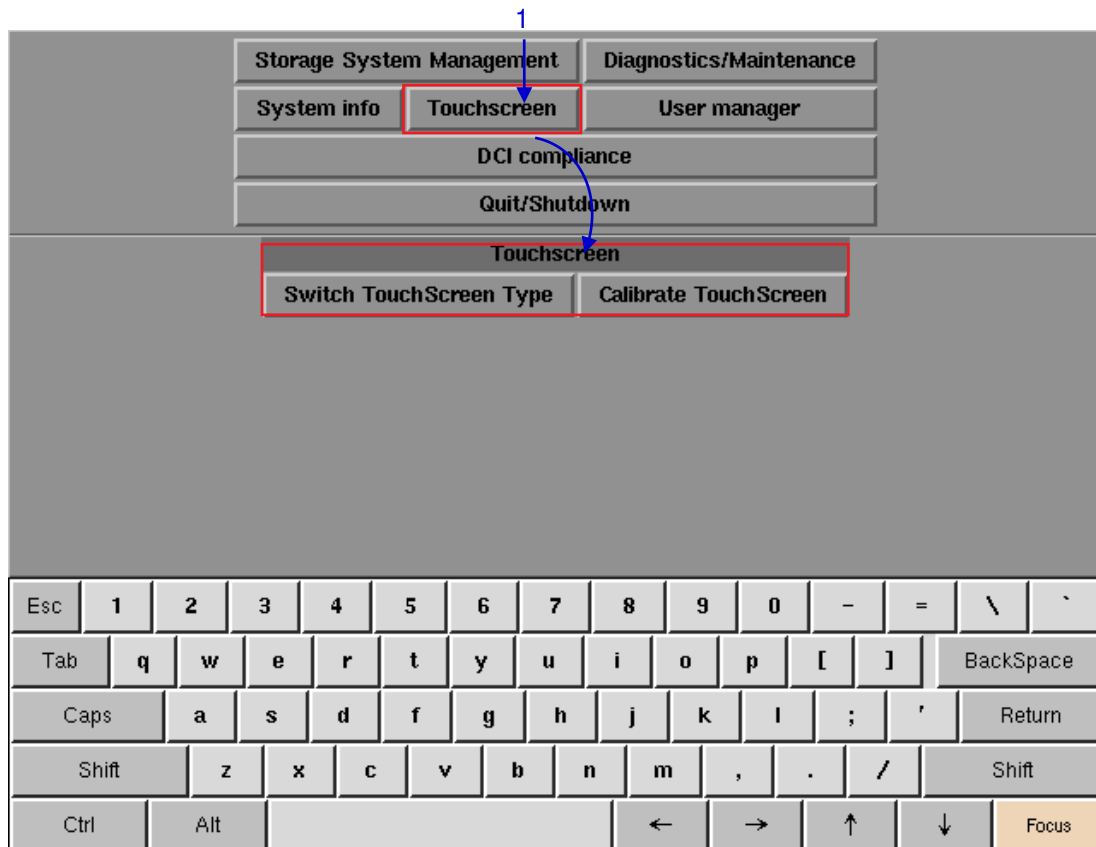 1
Storage System Management Diagnostics/Maintenance
System info Touchscreen User manager
DCI compliance
Quit/Shutdown
Touchscreen
Switch TouchScreen Type Calibrate TouchScreen
Esc 1 2 3 4 5 6 7 8 9 0 - = \ `
Tab q w e r t y u i o p [ ] BackSpace
Caps a s d f g h j k l ; ' Return
Shift z x c v b n m , . / Shift
Ctrl Alt ← → ↑ ↓ Focus